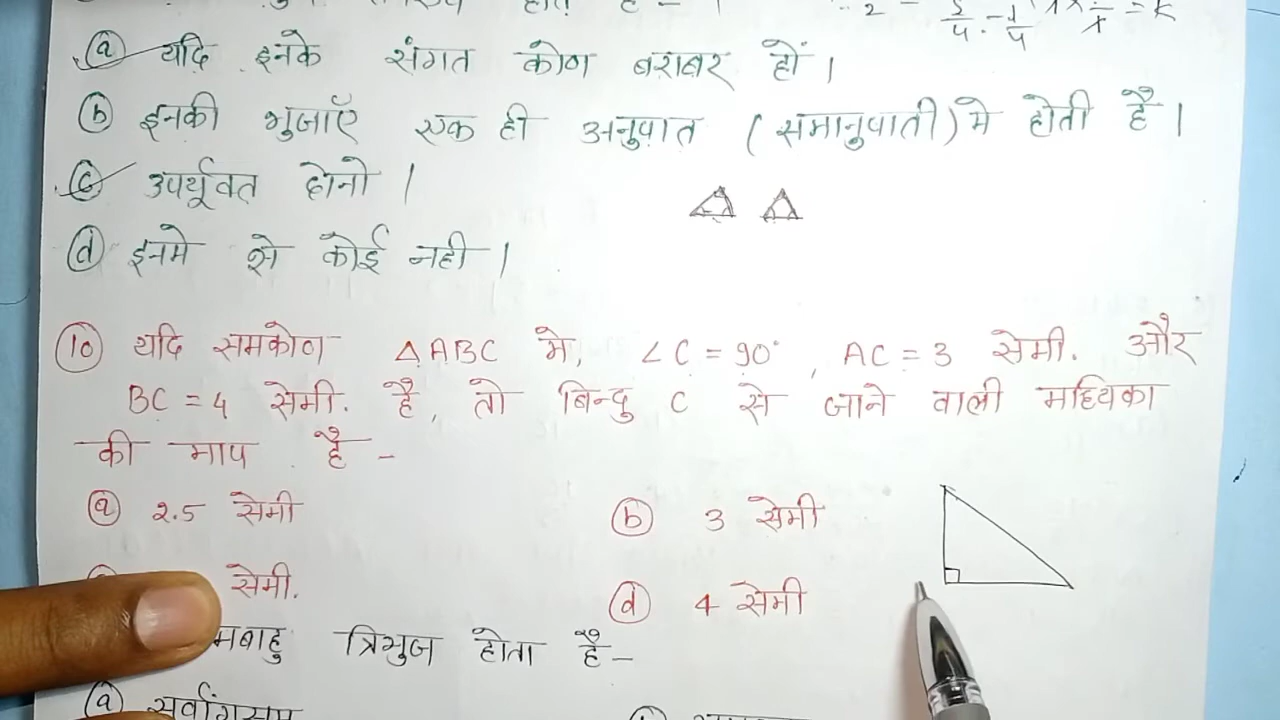 ⓐ यदि इनके संगत कोण बराबर हों।
ⓑ इनकी भुजाएँ एक ही अनुपात (समानुपाती) मे होती है।
ⓒ उपर्यूक्त दोनो।
ⓓ इनमे से कोई नही।
⑩ यदि समकोण △ABC मे, ∠C = 90°, AC = 3 सेमी. और
BC = 4 सेमी. है, तो बिन्दु C से जाने वाली मध्यिका
की माप है -
ⓐ 2.5 सेमी ⓑ 3 सेमी
सेमी. ⓓ 4 सेमी
त्रिभुज होता है -
ⓐ